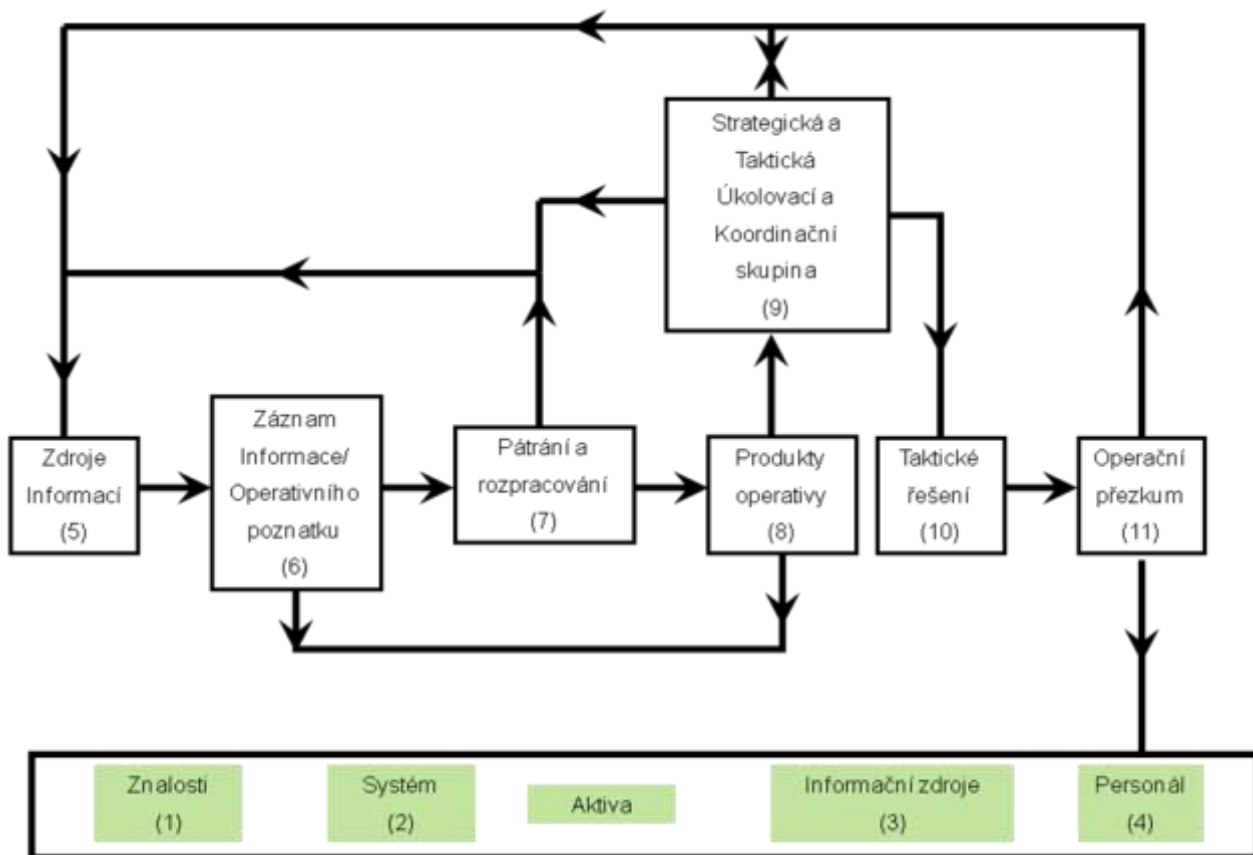 Strategická a
Taktická
Úkolovací a
Koordinační
skupina
(9)
Zdroje
Informací
(5)
Záznam
Informace/
Operativního
poznatku
(6)
Pátrání a
rozpracování
(7)
Produkty
operativy
(8)
Taktické
řešení
(10)
Operační
přezkum
(11)
Znalosti
(1)
Systém
(2)
Aktiva
Informační zdroje
(3)
Personál
(4)